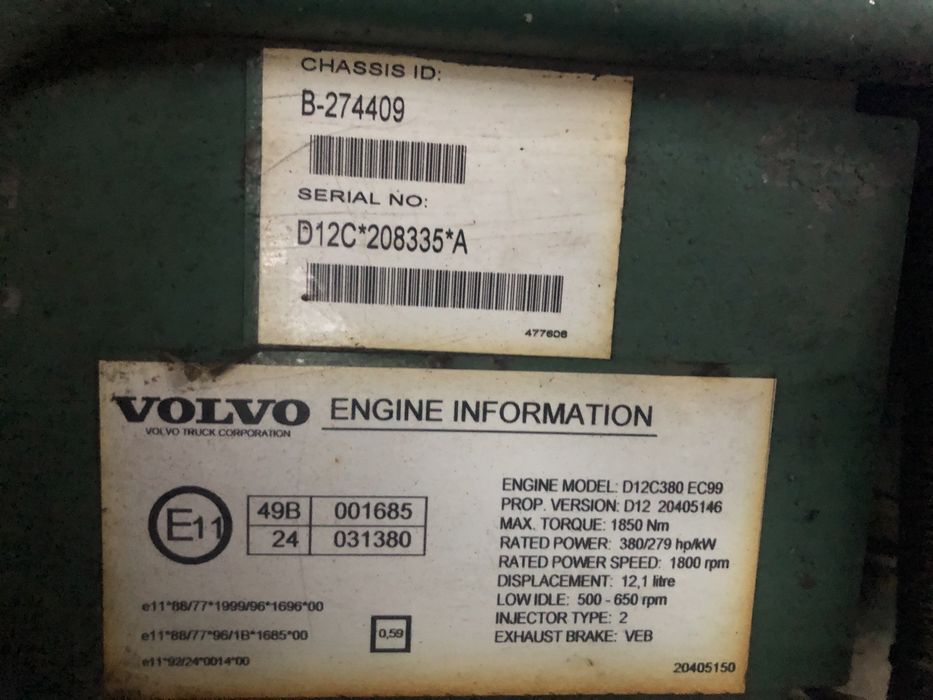 CHASSIS ID:
B-274409
SERIAL NO:
D12C*208335*A
477606
VOLVO ENGINE INFORMATION
VOLVO TRUCK CORPORATION
E11
49B 001685
24 031380
e11*88/77*1999/96*1696*00
e11*88/77*96/1B*1685*00
e11*92/24*0014*00
0,59
ENGINE MODEL: D12C380 EC99
PROP. VERSION: D12 20405146
MAX. TORQUE: 1850 Nm
RATED POWER: 380/279 hp/kW
RATED POWER SPEED: 1800 rpm
DISPLACEMENT: 12,1 litre
LOW IDLE: 500 - 650 rpm
INJECTOR TYPE: 2
EXHAUST BRAKE: VEB
20405150